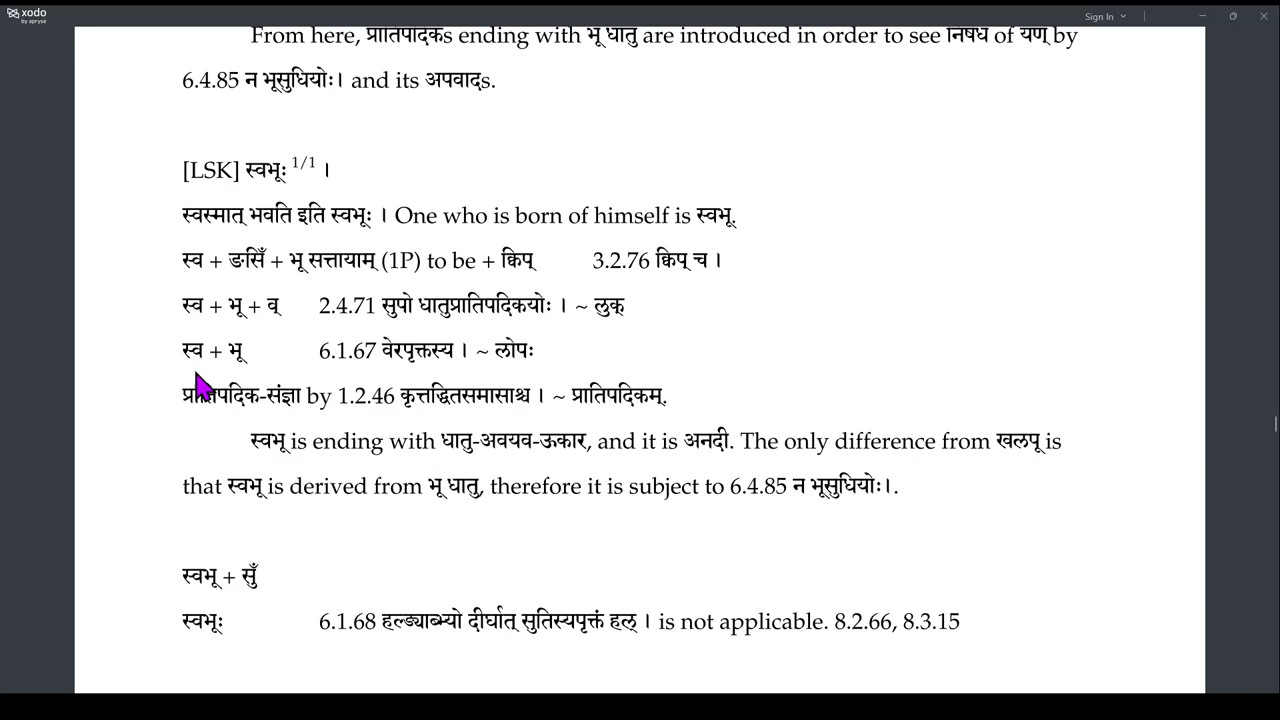 xodo
by apryse
Sign In
From here, प्रातिपदिकs ending with भू धातु are introduced in order to see निषेध of यण् by
6.4.85 न भूसुधियोः। and its अपवादs.
[LSK] स्वभूः 1/1 ।
स्वस्मात् भवति इति स्वभूः । One who is born of himself is स्वभू.
स्व + ङसिँ + भू सत्तायाम् (1P) to be + क्विप् 3.2.76 क्विप् च ।
स्व + भू + व् 2.4.71 सुपो धातुप्रातिपदिकयोः । ~ लुक्
स्व + भू 6.1.67 वेरपृक्तस्य । ~ लोपः
प्रातिपदिक-संज्ञा by 1.2.46 कृत्तद्धितसमासाश्च । ~ प्रातिपदिकम्.
स्वभू is ending with धातु-अवयव-ऊकार, and it is अनदी. The only difference from खलपू is
that स्वभू is derived from भू धातु, therefore it is subject to 6.4.85 न भूसुधियोः।.
स्वभू + सुँ
स्वभूः 6.1.68 हल्ङ्याब्भ्यो दीर्घात् सुतिस्यपृक्तं हल् । is not applicable. 8.2.66, 8.3.15